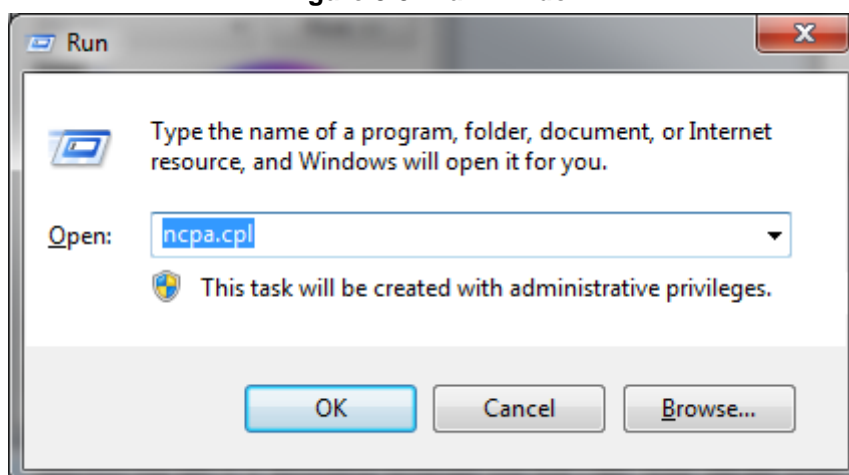 Run
Type the name of a program, folder, document, or Internet
resource, and Windows will open it for you.
Open: ncpa.cpl
This task will be created with administrative privileges.
OK Cancel Browse...